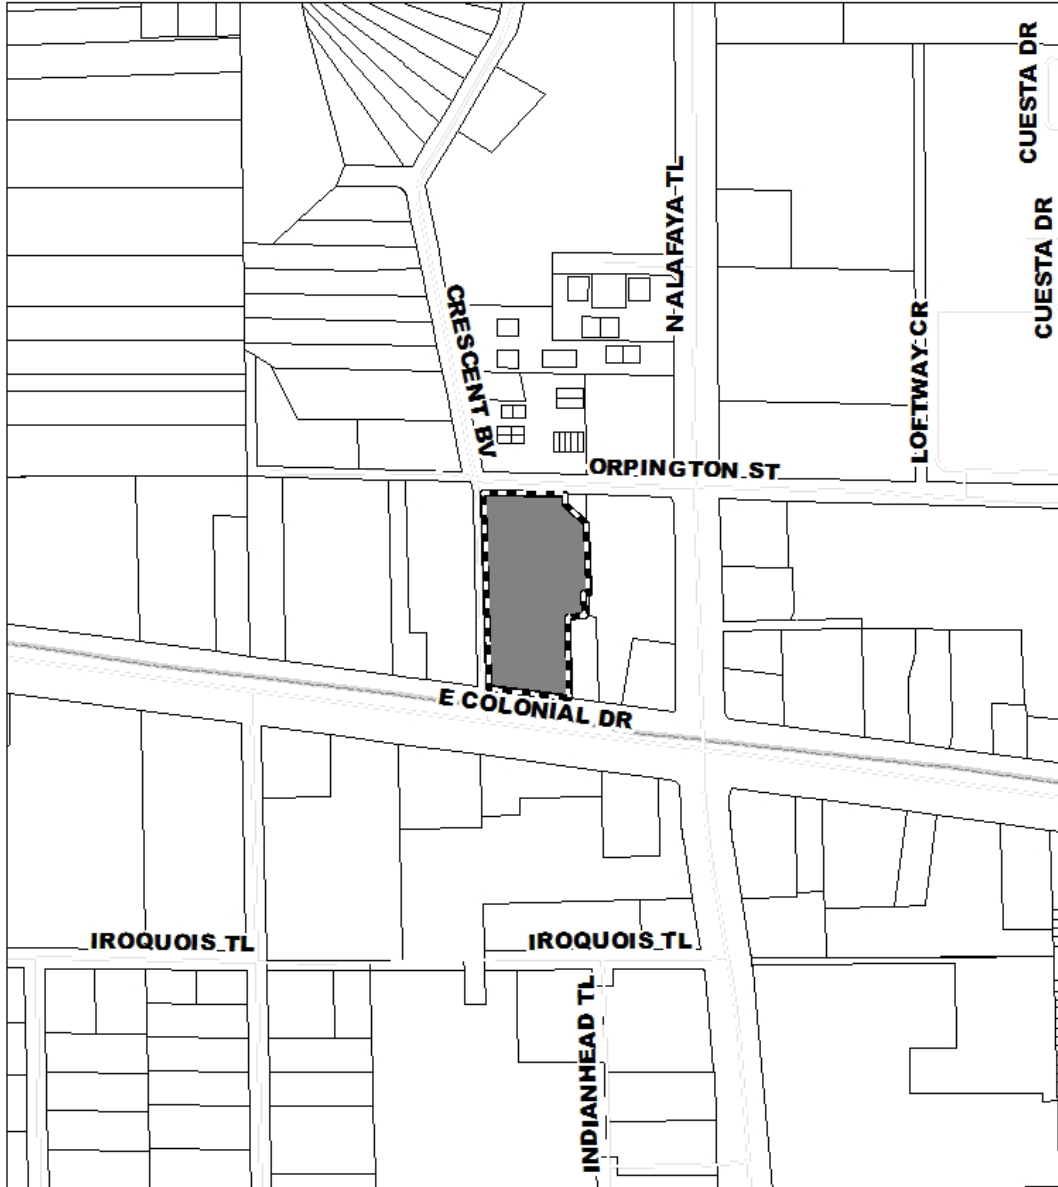 CUESTA DR
N ALAFAYA TL
CUESTA DR
CRESCENT BV
LOFTWAY CR
ORPINGTON ST
E COLONIAL DR
IROQUOIS TL
IROQUOIS TL
INDIANHEAD TL